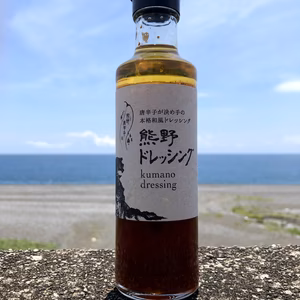 唐辛子が決め手の
本格和風ドレッシング
熊野
ドレッシング
kumano
dressing